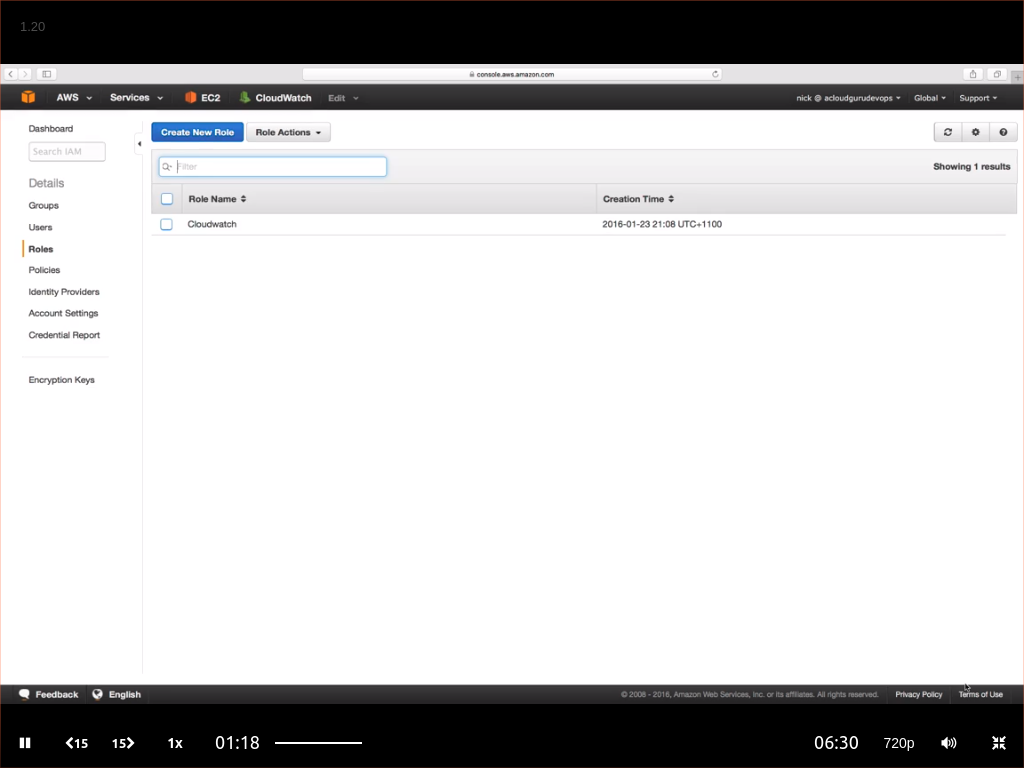 1.20
console.aws.amazon.com
AWS Services EC2 CloudWatch Edit nick @ acloudgurudevops Global Support
Dashboard
Search IAM
Details
Groups
Users
Roles
Policies
Identity Providers
Account Settings
Credential Report
Encryption Keys
Create New Role Role Actions
Filter Showing 1 results
Role Name Creation Time
Cloudwatch 2016-01-23 21:08 UTC+1100
Feedback English © 2008 - 2016, Amazon Web Services, Inc. or its affiliates. All rights reserved. Privacy Policy Terms of Use
15 15 1x 01:18 06:30 720p